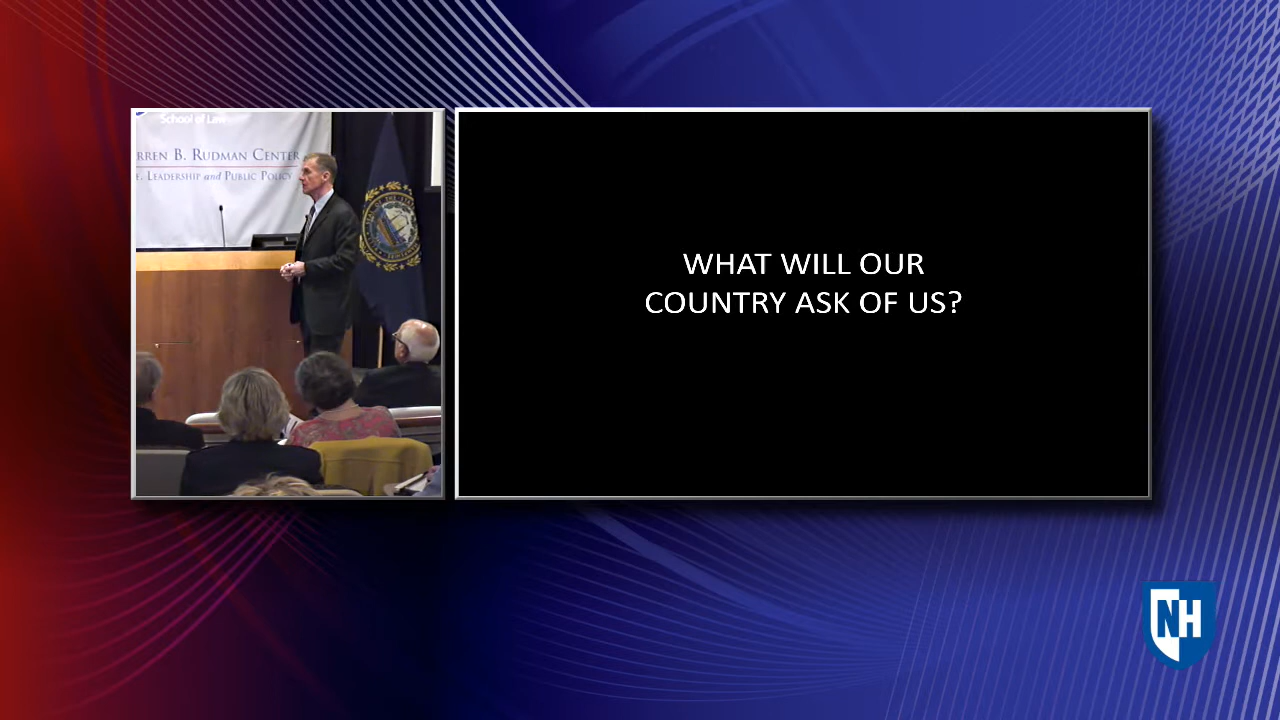 School of Law
RREN B. RUDMAN CENTER
E, LEADERSHIP and PUBLIC POLICY
WHAT WILL OUR
COUNTRY ASK OF US?
NH